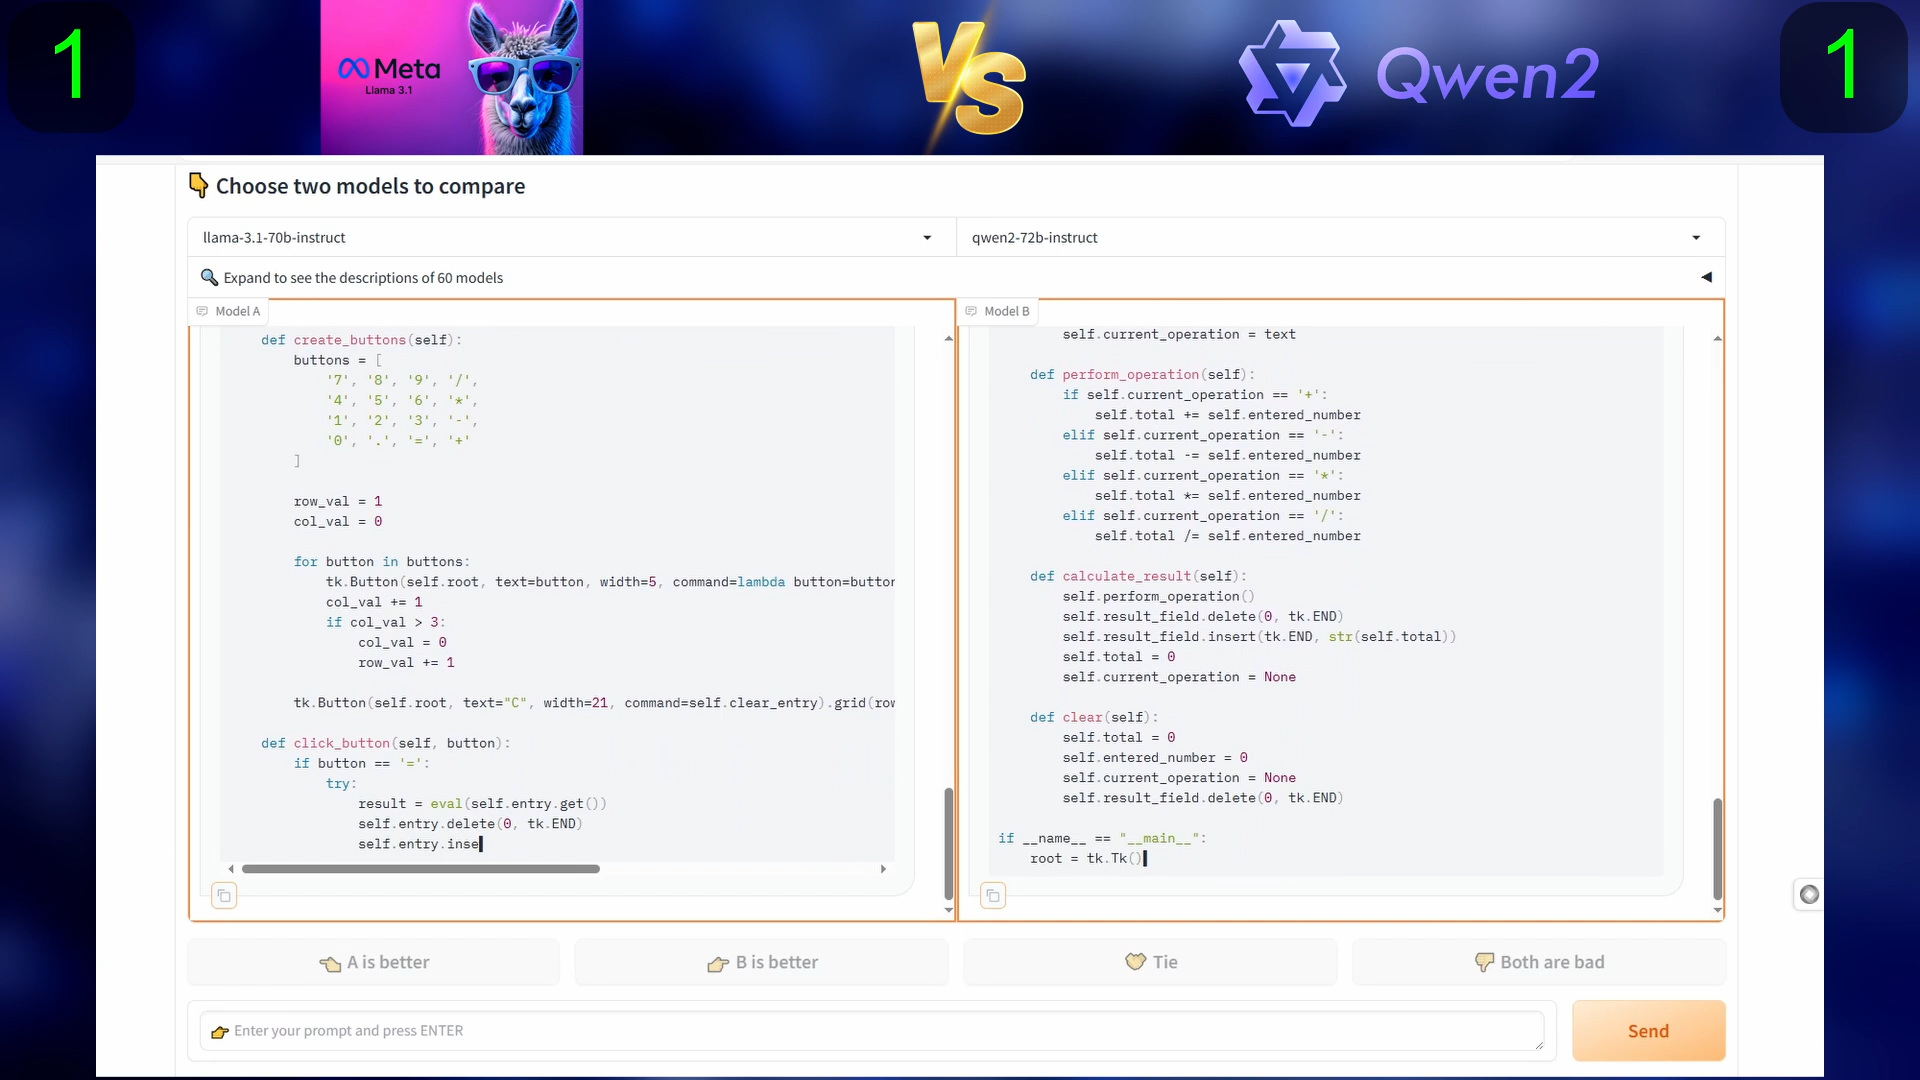 1
Meta
Llama 3.1
VS
Qwen2
1
👇 Choose two models to compare
llama-3.1-70b-instruct
qwen2-72b-instruct
🔍 Expand to see the descriptions of 60 models
Model A
def create_buttons(self):
buttons = [
'7', '8', '9', '/',
'4', '5', '6', '*',
'1', '2', '3', '-',
'0', '.', '=', '+'
]
row_val = 1
col_val = 0
for button in buttons:
tk.Button(self.root, text=button, width=5, command=lambda button=button
col_val += 1
if col_val > 3:
col_val = 0
row_val += 1
tk.Button(self.root, text="C", width=21, command=self.clear_entry).grid(row
def click_button(self, button):
if button == '=':
try:
result = eval(self.entry.get())
self.entry.delete(0, tk.END)
self.entry.inse
Model B
self.current_operation = text
def perform_operation(self):
if self.current_operation == '+':
self.total += self.entered_number
elif self.current_operation == '-':
self.total -= self.entered_number
elif self.current_operation == '*':
self.total *= self.entered_number
elif self.current_operation == '/':
self.total /= self.entered_number
def calculate_result(self):
self.perform_operation()
self.result_field.delete(0, tk.END)
self.result_field.insert(tk.END, str(self.total))
self.total = 0
self.current_operation = None
def clear(self):
self.total = 0
self.entered_number = 0
self.current_operation = None
self.result_field.delete(0, tk.END)
if __name__ == "__main__":
root = tk.Tk()
👈 A is better
👉 B is better
🤝 Tie
👎 Both are bad
👉 Enter your prompt and press ENTER
Send